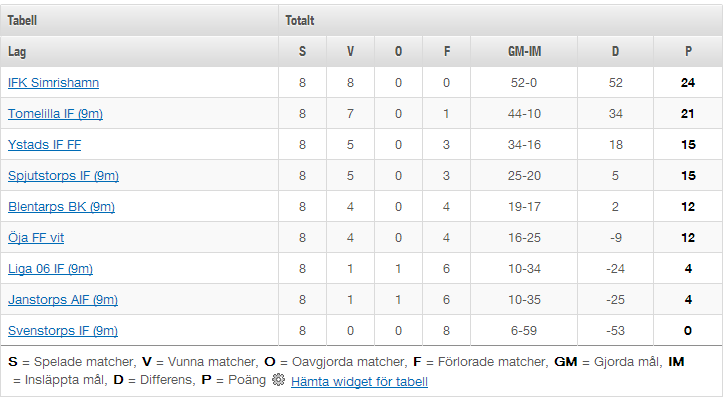 Tabell Totalt
Lag S V O F GM-IM D P
IFK Simrishamn 8 8 0 0 52-0 52 24
Tomelilla IF (9m) 8 7 0 1 44-10 34 21
Ystads IF FF 8 5 0 3 34-16 18 15
Spjutstorps IF (9m) 8 5 0 3 25-20 5 15
Blentarps BK (9m) 8 4 0 4 19-17 2 12
Öja FF vit 8 4 0 4 16-25 -9 12
Liga 06 IF (9m) 8 1 1 6 10-34 -24 4
Janstorps AIF (9m) 8 1 1 6 10-35 -25 4
Svenstorps IF (9m) 8 0 0 8 6-59 -53 0
S = Spelade matcher, V = Vunna matcher, O = Oavgjorda matcher, F = Förlorade matcher, GM = Gjorda mål, IM
= Insläppta mål, D = Differens, P = Poäng Hämta widget för tabell